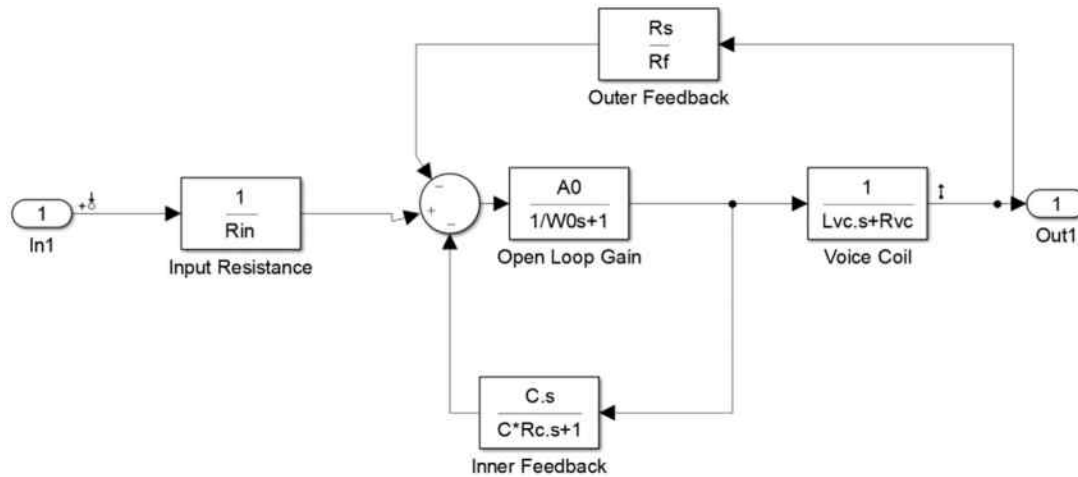 Rs
Rf
Outer Feedback
1
In1
1
Rin
Input Resistance
−
+
−
A0
1/W0s+1
Open Loop Gain
1
Lvc.s+Rvc
Voice Coil
1
Out1
C.s
C*Rc.s+1
Inner Feedback